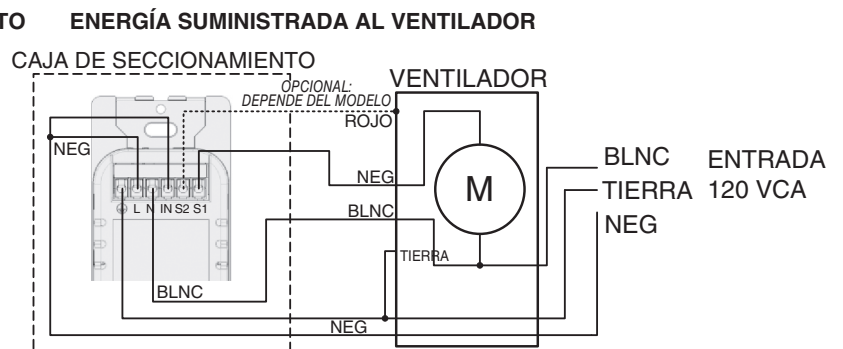 TO ENERGÍA SUMINISTRADA AL VENTILADOR
CAJA DE SECCIONAMIENTO
VENTILADOR
OPCIONAL:
DEPENDE DEL MODELO
ROJO
NEG
NEG
BLNC
ENTRADA
M
TIERRA
120 VCA
L N IN S2 S1
BLNC
NEG
TIERRA
BLNC
NEG